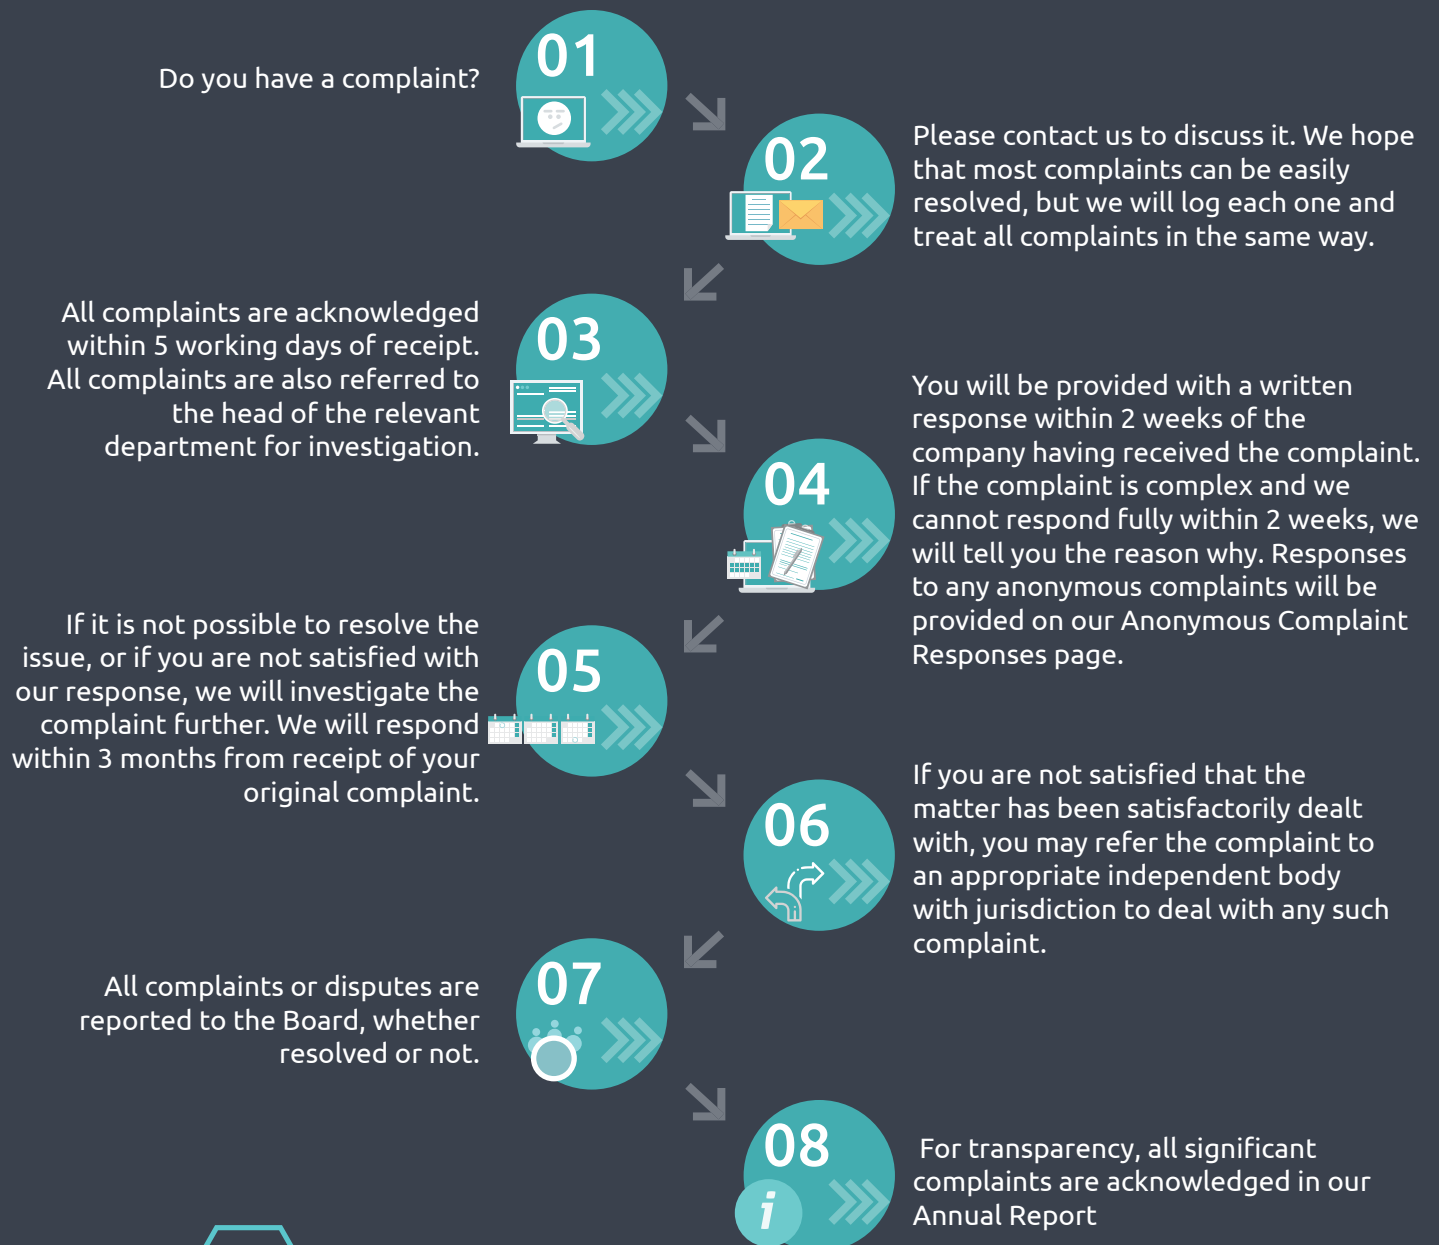 01
Do you have a complaint?
02
Please contact us to discuss it. We hope
that most complaints can be easily
resolved, but we will log each one and
treat all complaints in the same way.
03
All complaints are acknowledged
within 5 working days of receipt.
All complaints are also referred to
the head of the relevant
department for investigation.
04
You will be provided with a written
response within 2 weeks of the
company having received the complaint.
If the complaint is complex and we
cannot respond fully within 2 weeks, we
will tell you the reason why. Responses
to any anonymous complaints will be
provided on our Anonymous Complaint
Responses page.
05
If it is not possible to resolve the
issue, or if you are not satisfied with
our response, we will investigate the
complaint further. We will respond
within 3 months from receipt of your
original complaint.
06
If you are not satisfied that the
matter has been satisfactorily dealt
with, you may refer the complaint to
an appropriate independent body
with jurisdiction to deal with any such
complaint.
07
All complaints or disputes are
reported to the Board, whether
resolved or not.
08
i
For transparency, all significant
complaints are acknowledged in our
Annual Report